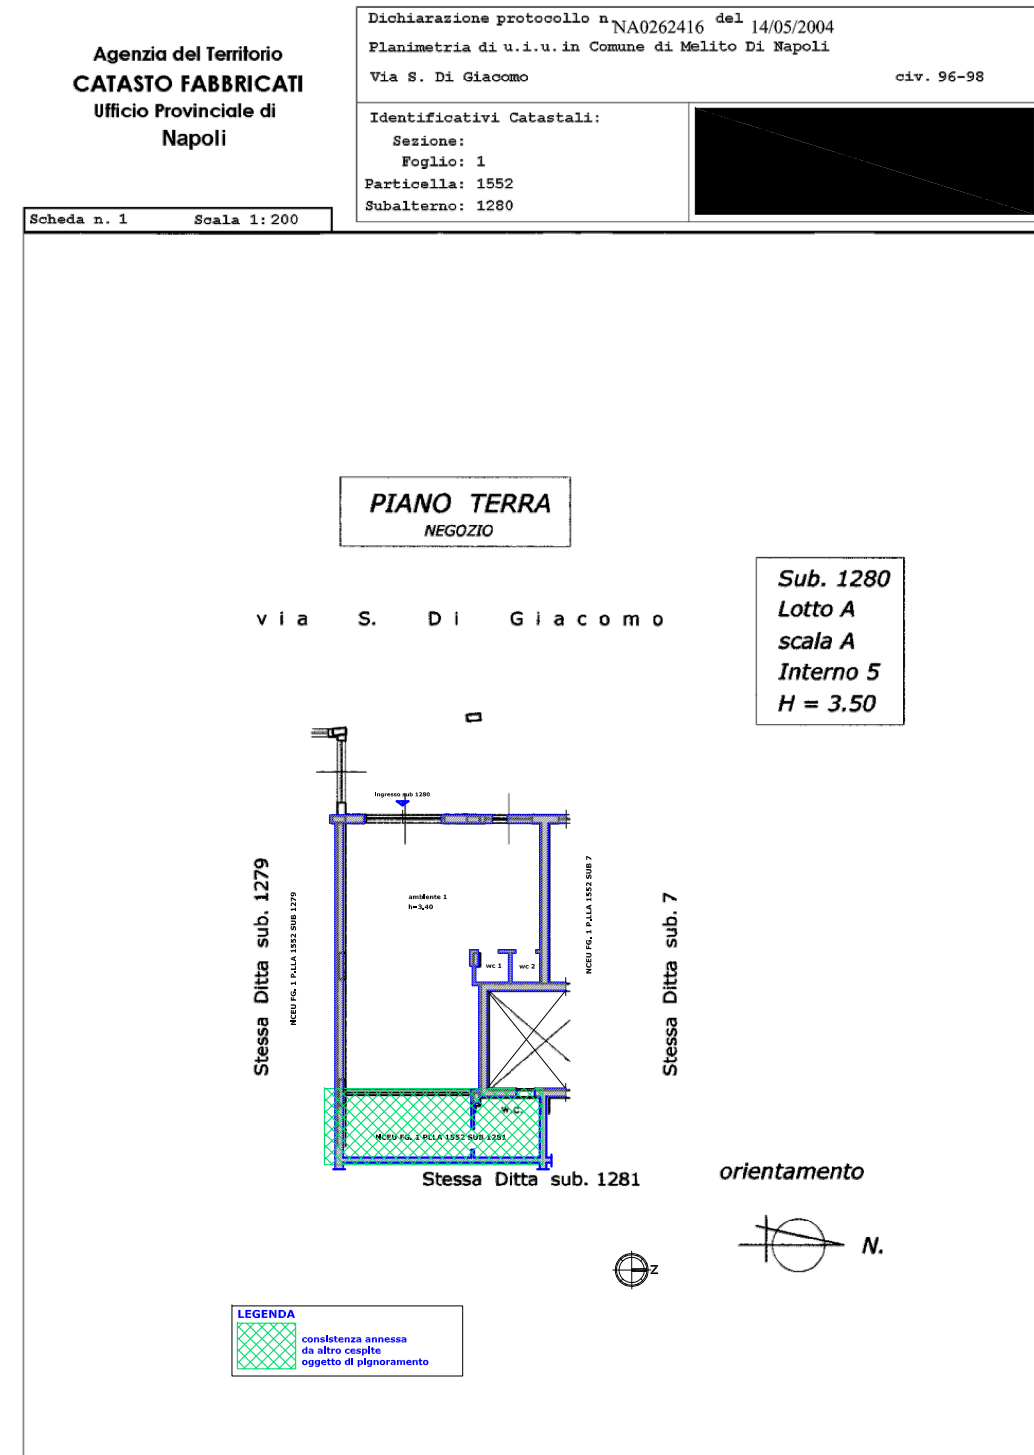 Agenzia del Territorio
CATASTO FABBRICATI
Ufficio Provinciale di
Napoli
Dichiarazione protocollo n. NA0262416 del 14/05/2004
Planimetria di u.i.u. in Comune di Melito Di Napoli
Via S. Di Giacomo civ. 96-98
Identificativi Catastali:
Sezione:
Foglio: 1
Particella: 1552
Subalterno: 1280
Scheda n. 1 Scala 1:200
PIANO TERRA
NEGOZIO
Sub. 1280
Lotto A
scala A
Interno 5
H = 3.50
via S. Di Giacomo
Ingresso sub 1280
ambiente 1
h=3,40
wc 1 wc 2
Stessa Ditta sub. 1279
NCEU FG. 1 P.LLA 1552 SUB 1279
NCEU FG. 1 P.LLA 1552 SUB 7
Stessa Ditta sub. 7
W.C.
NCEU FG. 1 P.LLA 1552 SUB 1251
Stessa Ditta sub. 1281
orientamento
N.
Z
LEGENDA
consistenza annessa
da altro cespite
oggetto di pignoramento